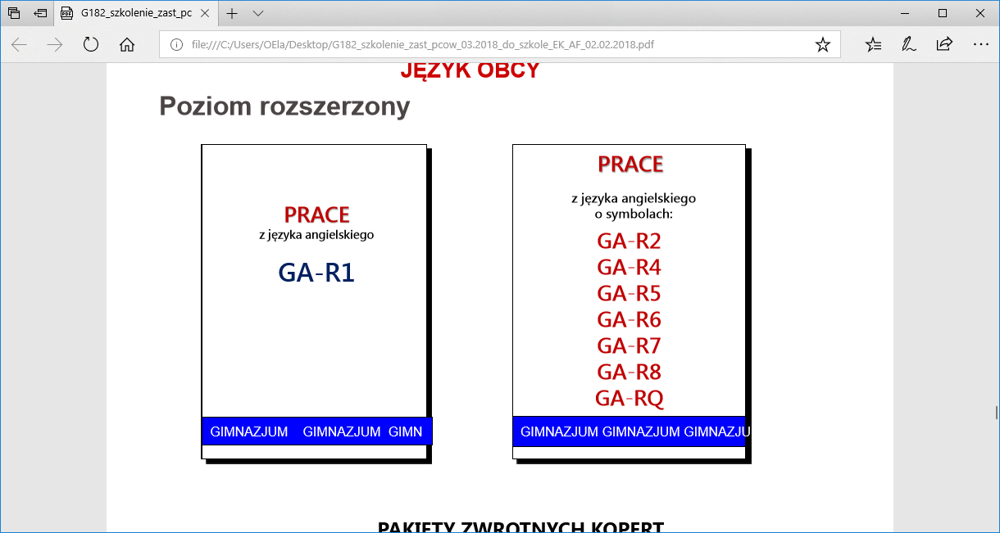 G182_szkolenie_zast_pc
file:///C:/Users/OEla/Desktop/G182_szkolenie_zast_pcow_03.2018_do_szkole_EK_AF_02.02.2018.pdf
JĘZYK OBCY
Poziom rozszerzony
PRACE
z języka angielskiego
GA-R1
GIMNAZJUM GIMNAZJUM GIMN
PRACE
z języka angielskiego
o symbolach:
GA-R2
GA-R4
GA-R5
GA-R6
GA-R7
GA-R8
GA-RQ
GIMNAZJUM GIMNAZJUM GIMNAZJU
PAKIETY ZWROTNYCH KOPERT